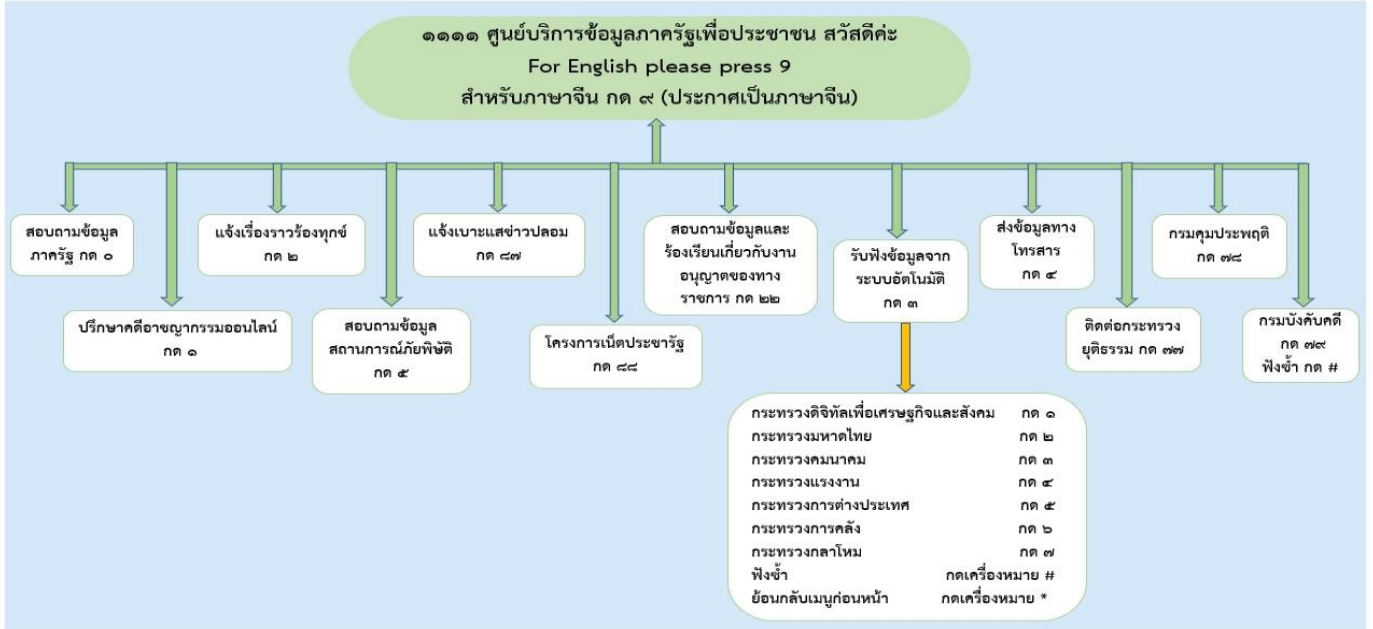 ๑๑๑๑ ศูนย์บริการข้อมูลภาครัฐเพื่อประชาชน สวัสดีค่ะ
For English please press 9
สำหรับภาษาจีน กด ๙ (ประกาศเป็นภาษาจีน)
สอบถามข้อมูล
ภาครัฐ กด ๐
ปรึกษาคดีอาชญากรรมออนไลน์
กด ๑
แจ้งเรื่องราวร้องทุกข์
กด ๒
สอบถามข้อมูล
สถานการณ์ภัยพิษัติ
กด ๕
แจ้งเบาะแสข่าวปลอม
กด ๘๗
โครงการเน็ตประชารัฐ
กด ๘๘
สอบถามข้อมูลและ
ร้องเรียนเกี่ยวกับงาน
อนุญาตของทาง
ราชการ กด ๒๒
รับฟังข้อมูลจาก
ระบบอัตโนมัติ
กด ๓
ส่งข้อมูลทาง
โทรสาร
กด ๔
ติดต่อกระทรวง
ยุติธรรม กด ๗๗
กรมคุมประพฤติ
กด ๗๘
กรมบังคับคดี
กด ๗๙
ฟังซ้ำ กด #
กระทรวงดิจิทัลเพื่อเศรษฐกิจและสังคม กด ๑
กระทรวงมหาดไทย กด ๒
กระทรวงคมนาคม กด ๓
กระทรวงแรงงาน กด ๔
กระทรวงการต่างประเทศ กด ๕
กระทรวงการคลัง กด ๖
กระทรวงกลาโหม กด ๗
ฟังซ้ำ กดเครื่องหมาย #
ย้อนกลับเมนูก่อนหน้า กดเครื่องหมาย *